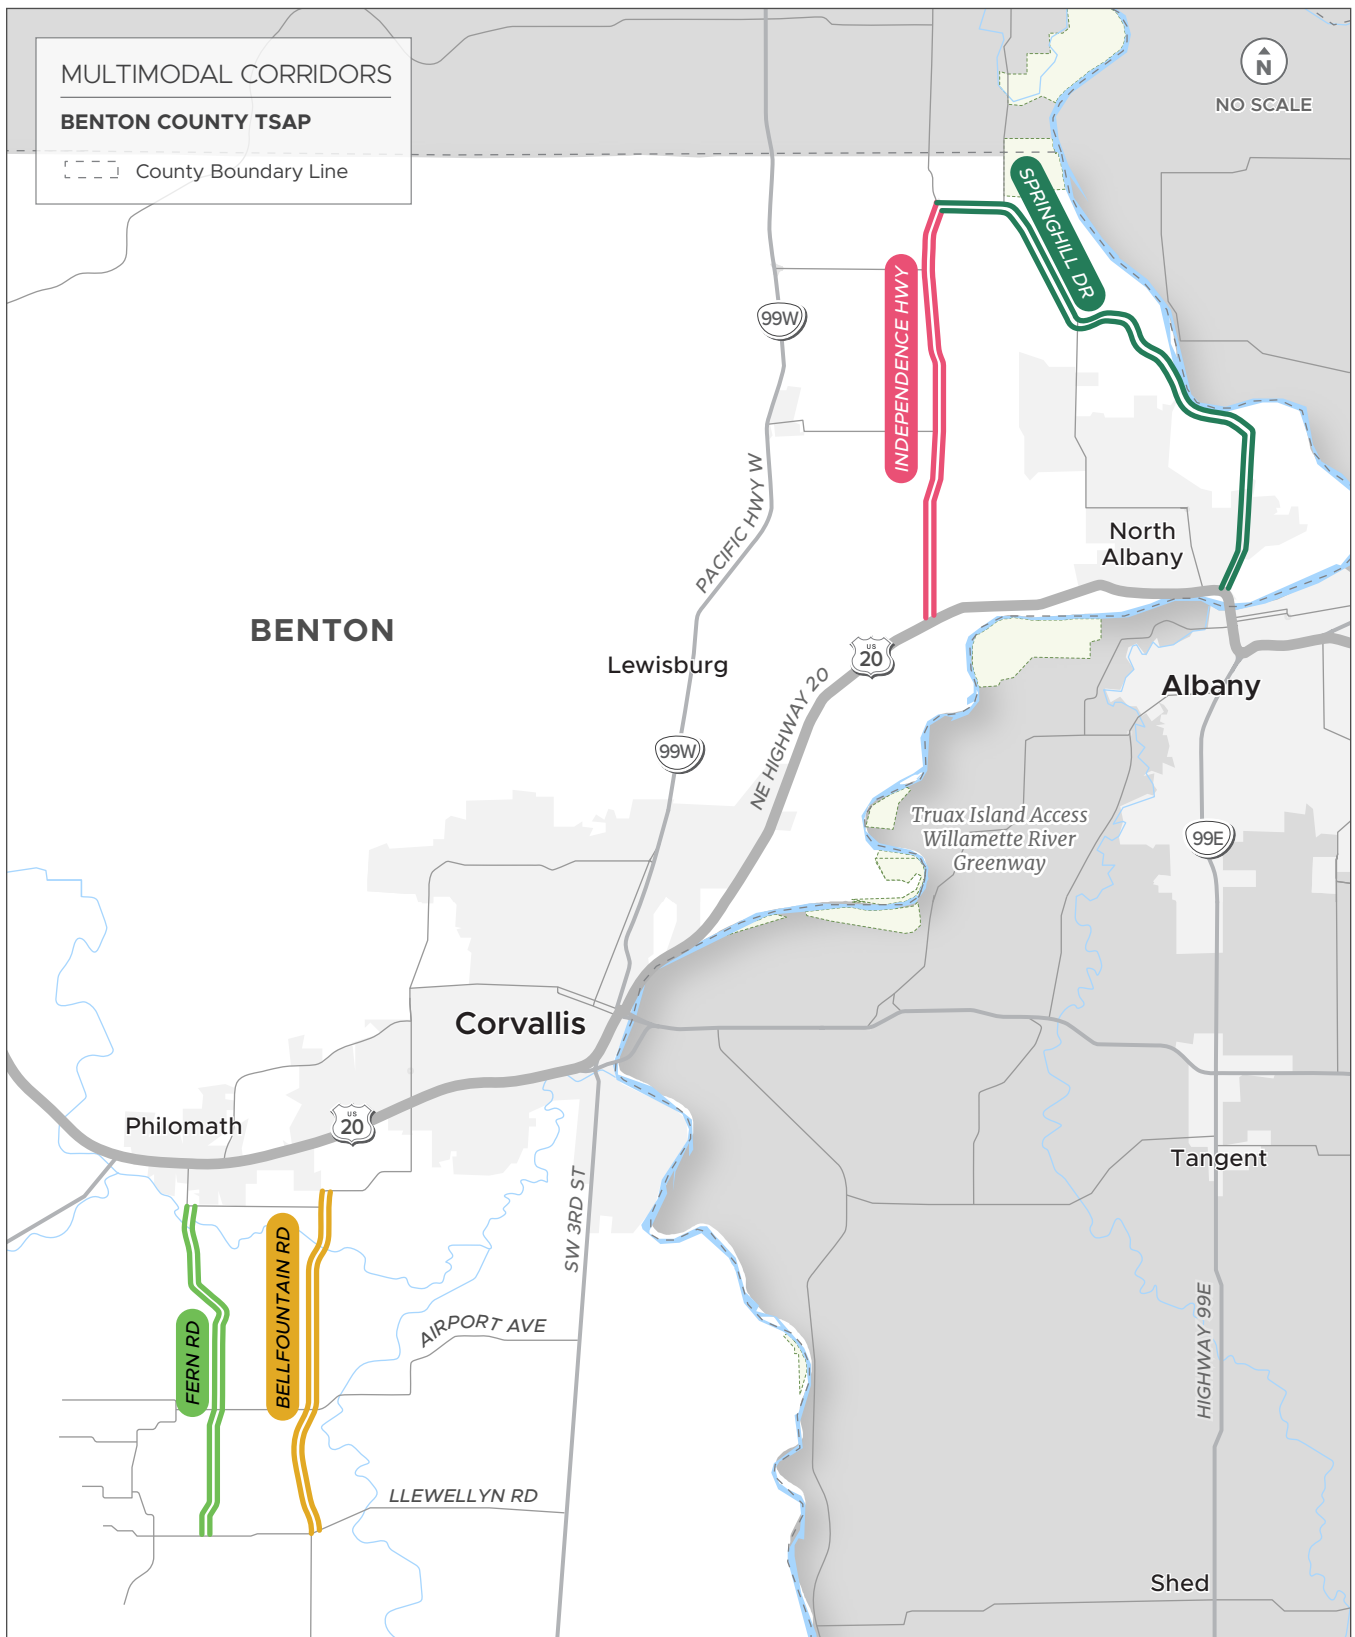 MULTIMODAL CORRIDORS
BENTON COUNTY TSAP
County Boundary Line
N
NO SCALE
SPRINGHILL DR
INDEPENDENCE HWY
99W
PACIFIC HWY W
North
Albany
BENTON
Lewisburg
US
20
NE HIGHWAY 20
Albany
99W
Truax Island Access
Willamette River
Greenway
99E
Corvallis
Philomath
US
20
Tangent
SW 3RD ST
BELLFOUNTAIN RD
FERN RD
AIRPORT AVE
HIGHWAY 99E
LLEWELLYN RD
Shed